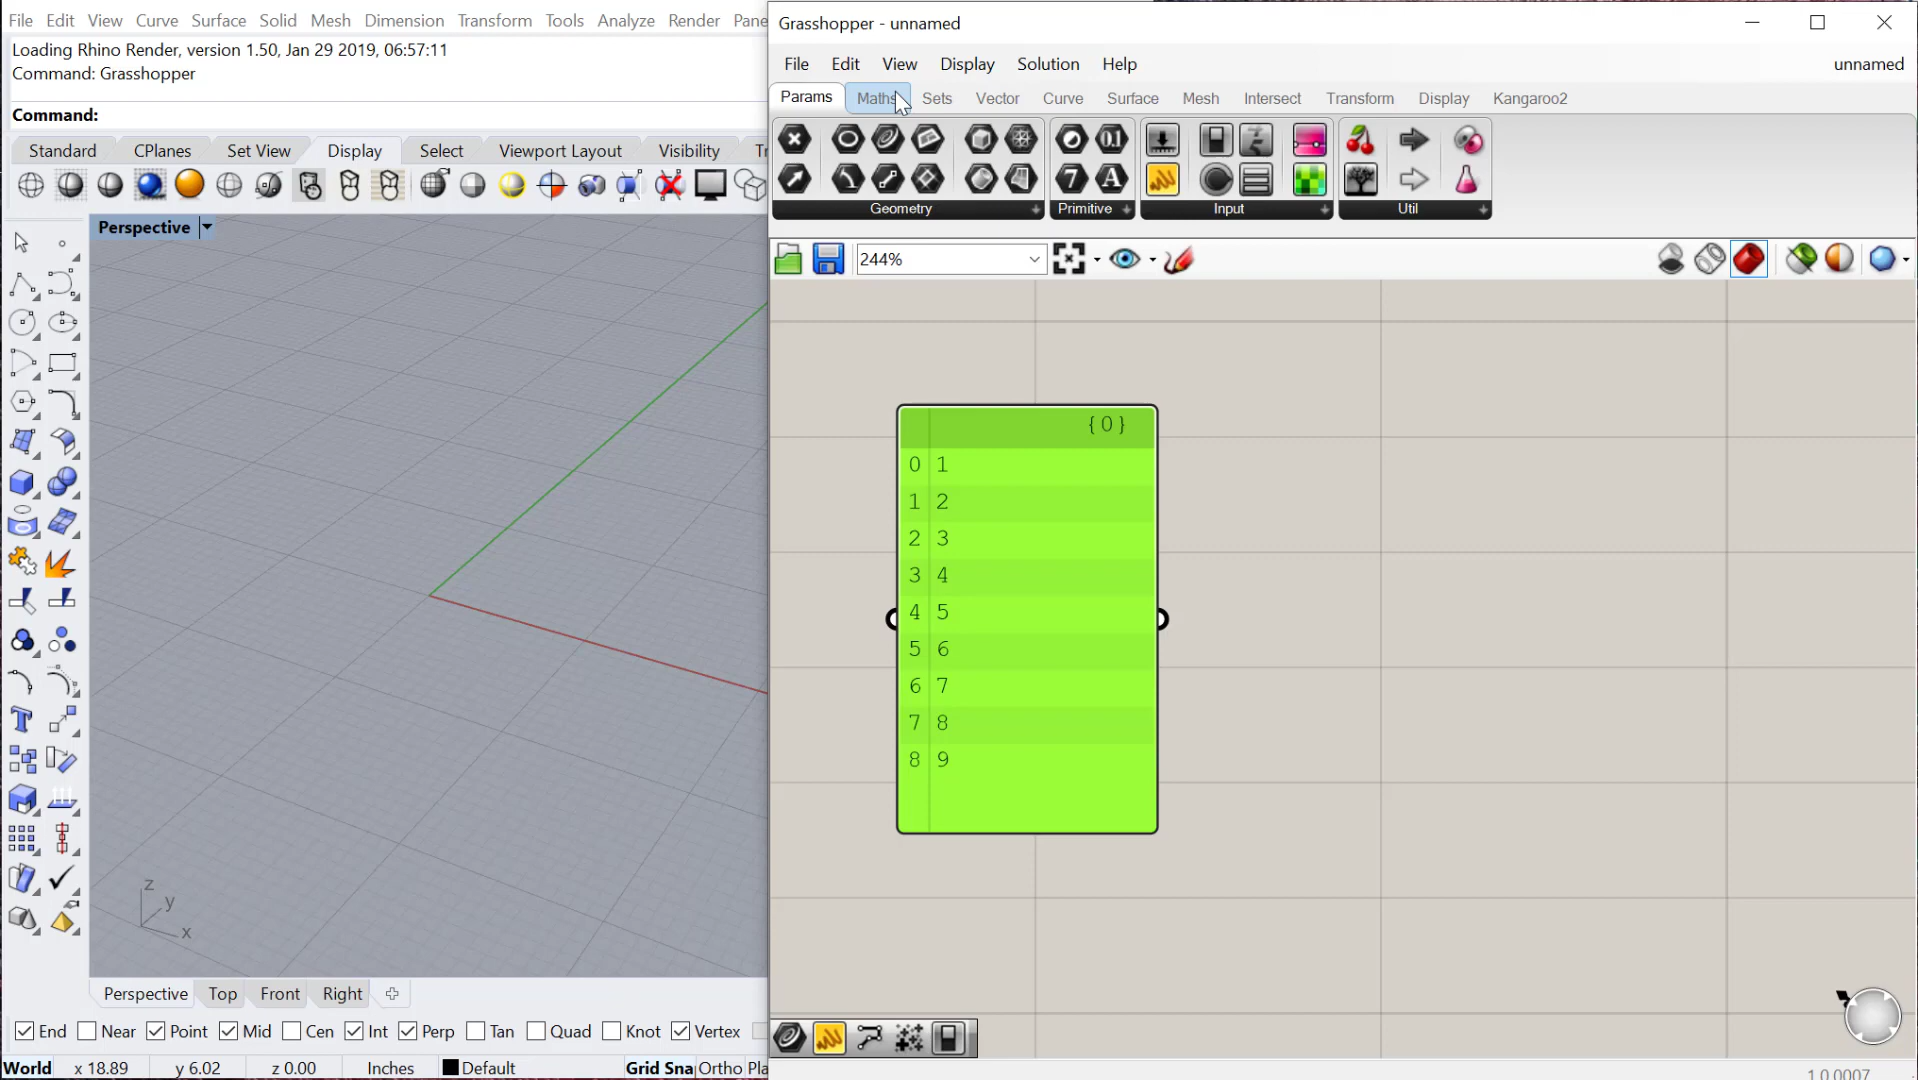 File Edit View Curve Surface Solid Mesh Dimension Transform Tools Analyze Render Pane
Loading Rhino Render, version 1.50, Jan 29 2019, 06:57:11
Command: Grasshopper
Command:
Standard CPlanes Set View Display Select Viewport Layout Visibility
Perspective
z
y
x
Perspective Top Front Right
End Near Point Mid Cen Int Perp Tan Quad Knot Vertex
World x 18.89 y 6.02 z 0.00 Inches Default Grid Sna Ortho Pla
Grasshopper - unnamed
File Edit View Display Solution Help unnamed
Params Maths Sets Vector Curve Surface Mesh Intersect Transform Display Kangaroo2
Geometry Primitive Input Util
244%
{0}
0 1
1 2
2 3
3 4
4 5
5 6
6 7
7 8
8 9
1.0.0007